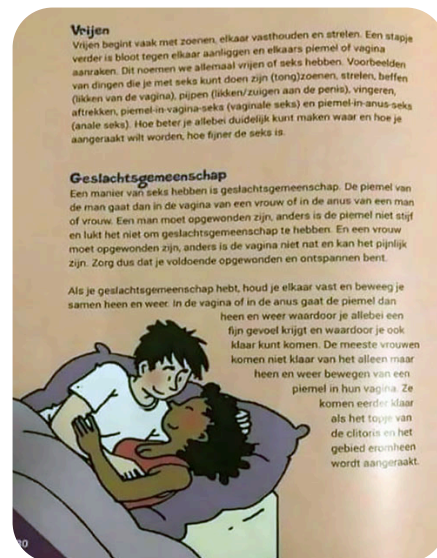 Vrijen
Vrijen begint vaak met zoenen, elkaar vasthouden en strelen. Een stapje
verder is bloot tegen elkaar aanliggen en elkaars piemel of vagina
aanraken. Dit noemen we allemaal vrijen of seks hebben. Voorbeelden
van dingen die je met seks kunt doen zijn (tong)zoenen, strelen, beffen
(likken van de vagina), pijpen (likken/zuigen aan de penis), vingeren,
aftrekken, piemel-in-vagina-seks (vaginale seks) en piemel-in-anus-seks
(anale seks). Hoe beter je allebei duidelijk kunt maken waar en hoe je
aangeraakt wilt worden, hoe fijner de seks is.
Geslachtsgemeenschap
Een manier van seks hebben is geslachtsgemeenschap. De piemel van
de man gaat dan in de vagina van een vrouw of in de anus van een man
of vrouw. Een man moet opgewonden zijn, anders is de piemel niet stijf
en lukt het niet om geslachtsgemeenschap te hebben. En een vrouw
moet opgewonden zijn, anders is de vagina niet nat en kan het pijnlijk
zijn. Zorg dus dat je voldoende opgewonden en ontspannen bent.
Als je geslachtsgemeenschap hebt, houd je elkaar vast en beweeg je
samen heen en weer. In de vagina of in de anus gaat de piemel dan
heen en weer waardoor je allebei een
fijn gevoel krijgt en waardoor je ook
klaar kunt komen. De meeste vrouwen
komen niet klaar van het alleen maar
heen en weer bewegen van een
piemel in hun vagina. Ze
komen eerder klaar
als het topje van
de clitoris en het
gebied eromheen
wordt aangeraakt.